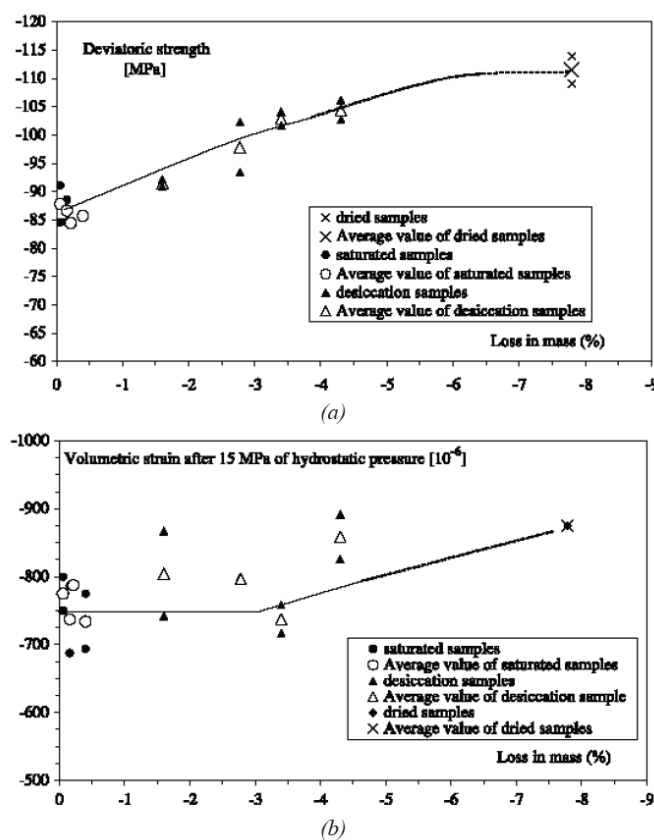 -120
-115
-110
-105
-100
-95
-90
-85
-80
-75
-70
-65
-60
Deviatoric strength
[MPa]
dried samples
Average value of dried samples
saturated samples
Average value of saturated samples
desiccation samples
Average value of desiccation samples
Loss in mass (%)
0 -1 -2 -3 -4 -5 -6 -7 -8 -9
(a)
-1000
-900
-800
-700
-600
-500
Volumetric strain after 15 MPa of hydrostatic pressure [10⁻⁶]
saturated samples
Average value of saturated samples
desiccation samples
Average value of desiccation sample
dried samples
Average value of dried samples
Loss in mass (%)
0 -1 -2 -3 -4 -5 -6 -7 -8 -9
(b)